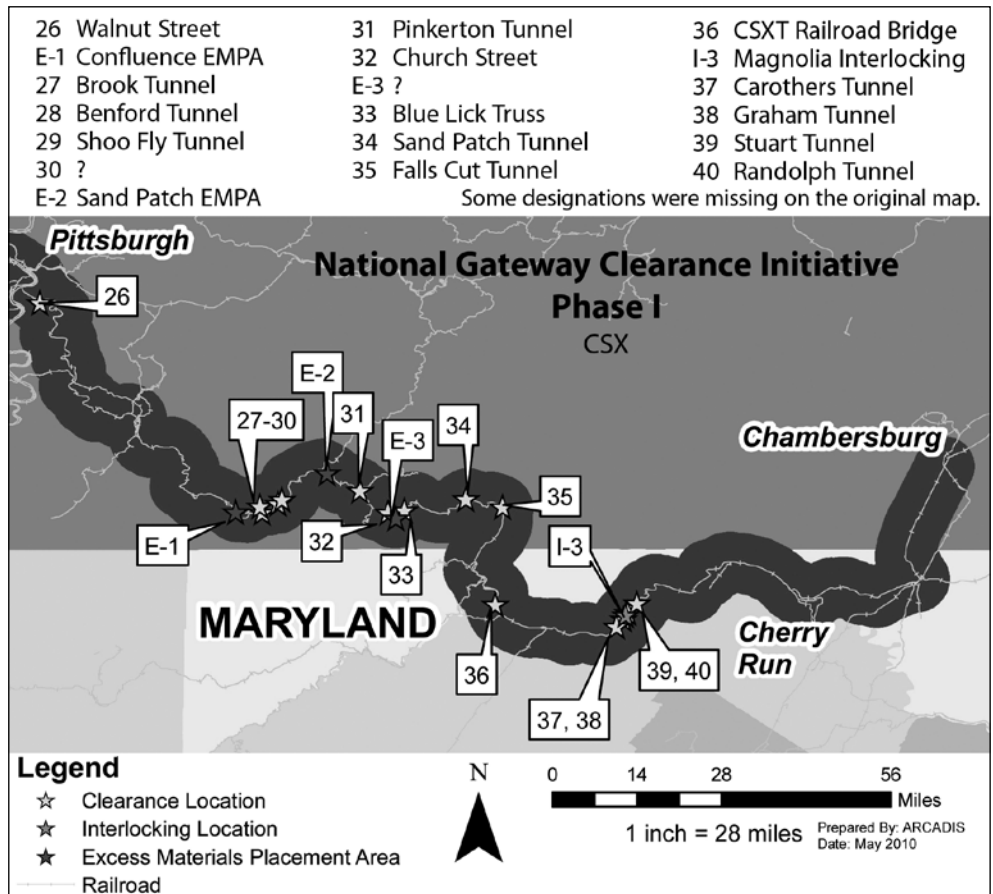 26 Walnut Street
E-1 Confluence EMPA
27 Brook Tunnel
28 Benford Tunnel
29 Shoo Fly Tunnel
30 ?
E-2 Sand Patch EMPA
31 Pinkerton Tunnel
32 Church Street
E-3 ?
33 Blue Lick Truss
34 Sand Patch Tunnel
35 Falls Cut Tunnel
36 CSXT Railroad Bridge
I-3 Magnolia Interlocking
37 Carothers Tunnel
38 Graham Tunnel
39 Stuart Tunnel
40 Randolph Tunnel
Some designations were missing on the original map.
Pittsburgh
National Gateway Clearance Initiative
Phase I
CSX
26
E-2
27-30
31
E-3
34
Chambersburg
35
E-1
32
33
I-3
MARYLAND
Cherry
Run
36
39, 40
37, 38
Legend
Clearance Location
Interlocking Location
Excess Materials Placement Area
Railroad
N
0 14 28 56
Miles
1 inch = 28 miles
Prepared By: ARCADIS
Date: May 2010